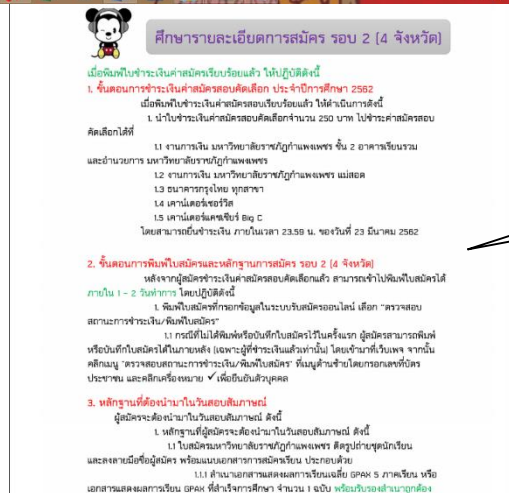 ศึกษารายละเอียดการสมัคร รอบ 2 (4 จังหวัด)
เมื่อพิมพ์ใบชำระเงินค่าสมัครเรียบร้อยแล้ว ให้ปฏิบัติดังนี้
1. ขั้นตอนการชำระเงินค่าสมัครสอบคัดเลือก ประจำปีการศึกษา 2562
เมื่อพิมพ์ใบชำระเงินค่าสมัครสอบเรียบร้อยแล้ว ให้ดำเนินการดังนี้
1. นำใบชำระเงินค่าสมัครสอบคัดเลือกจำนวน 250 บาท ไปชำระค่าสมัครสอบ
คัดเลือกได้ที่
1.1 งานการเงิน มหาวิทยาลัยราชภัฏกำแพงเพชร ชั้น 2 อาคารเรียนรวม
และอำนวยการ มหาวิทยาลัยราชภัฏกำแพงเพชร
1.2 งานการเงิน มหาวิทยาลัยราชภัฏกำแพงเพชร แม่สอด
1.3 ธนาคารกรุงไทย ทุกสาขา
1.4 เคาน์เตอร์เซอร์วิส
1.5 เคาน์เตอร์แคชเชียร์ Big C
โดยสามารถยื่นชำระเงิน ภายในเวลา 23.59 น. ของวันที่ 23 มีนาคม 2562
2. ขั้นตอนการพิมพ์ใบสมัครและหลักฐานการสมัคร รอบ 2 (4 จังหวัด)
หลังจากผู้สมัครชำระเงินค่าสมัครสอบคัดเลือกแล้ว สามารถเข้าไปพิมพ์ใบสมัครได้
ภายใน 1 - 2 วันทำการ โดยปฏิบัติดังนี้
1. พิมพ์ใบสมัครที่กรอกข้อมูลในระบบรับสมัครออนไลน์ เลือก "ตรวจสอบ
สถานะการชำระเงิน/พิมพ์ใบสมัคร"
1.1 กรณีที่ไม่ได้พิมพ์หรือบันทึกใบสมัครไว้ในครั้งแรก ผู้สมัครสามารถพิมพ์
หรือบันทึกใบสมัครได้ในภายหลัง (เฉพาะผู้ที่ชำระเงินแล้วเท่านั้น) โดยเข้ามาที่เว็บเพจ จากนั้น
คลิกเมนู "ตรวจสอบสถานะการชำระเงิน/พิมพ์ใบสมัคร" ที่เมนูด้านซ้ายโดยกรอกเลขที่บัตร
ประชาชน และคลิกเครื่องหมาย ✓เพื่อยืนยันตัวบุคคล
3. หลักฐานที่ต้องนำมาในวันสอบสัมภาษณ์
ผู้สมัครจะต้องนำมาในวันสอบสัมภาษณ์ ดังนี้
1. หลักฐานที่ผู้สมัครจะต้องนำมาในวันสอบสัมภาษณ์ ดังนี้
1.1 ใบสมัครมหาวิทยาลัยราชภัฏกำแพงเพชร ติดรูปถ่ายชุดนักเรียน
และลงลายมือชื่อผู้สมัคร พร้อมแนบเอกสารการสมัครเรียน ประกอบด้วย
1.1.1 สำเนาเอกสารแสดงผลการเรียนเฉลี่ย GPAX 5 ภาคเรียน หรือ
เอกสารแสดงผลการเรียน GPAX ที่สำเร็จการศึกษา จำนวน 1 ฉบับ พร้อมรับรองสำเนาถูกต้อง